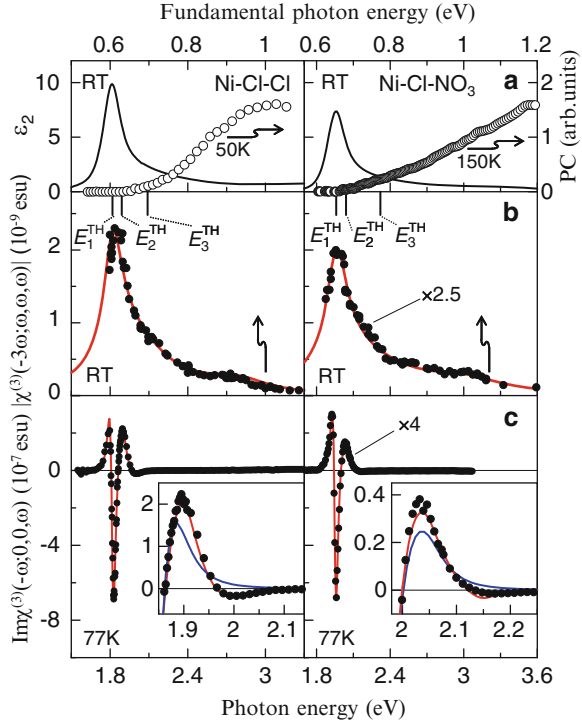 Fundamental photon energy (eV)
0.6 0.8 1 0.6 0.8 1 1.2
10
5
0
ε₂
RT
Ni-Cl-Cl
50K
RT
Ni-Cl-NO₃
a
150K
2
1
0
PC (arb.units)
E₁ᵀᴴ E₂ᵀᴴ E₃ᵀᴴ
E₁ᵀᴴ E₂ᵀᴴ E₃ᵀᴴ
b
|χ⁽³⁾(-3ω;ω,ω,ω)| (10⁻⁹ esu)
2
1
0
RT
×2.5
RT
c
Imχ⁽³⁾(-ω;0,0,ω) (10⁻⁷ esu)
0
-4
-6
-8
×4
2
1
0
1.9 2 2.1
0.4
0.2
0
2 2.1 2.2
77K
77K
1.8 2.4 3 1.8 2.4 3 3.6
Photon energy (eV)